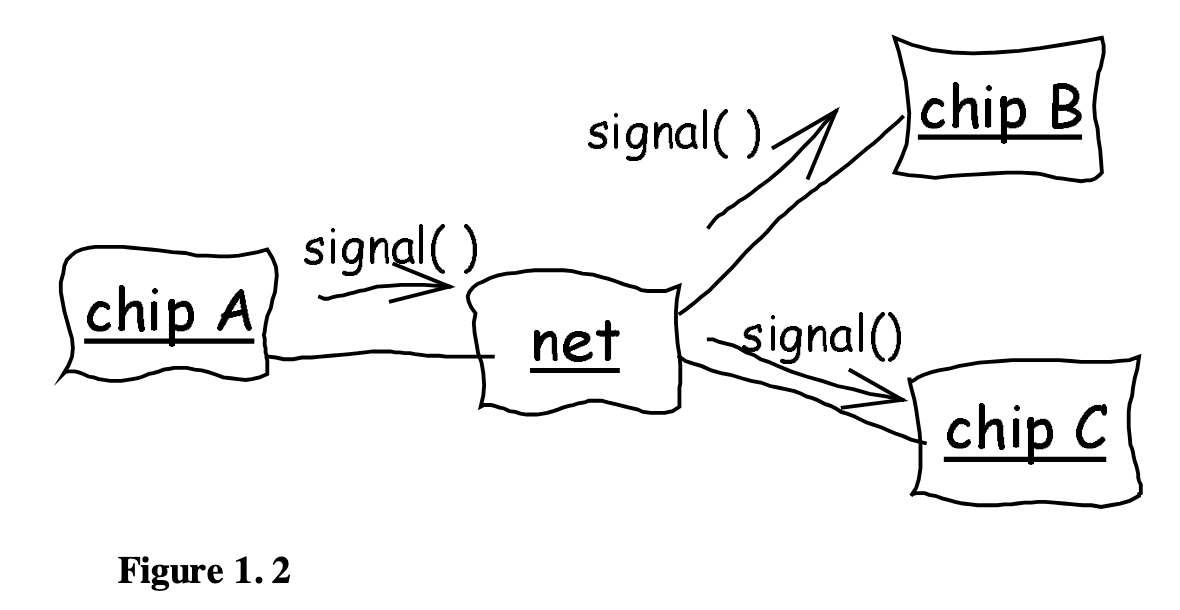 chip B
signal( )
signal( )
chip A
net
signal()
chip C
Figure 1. 2